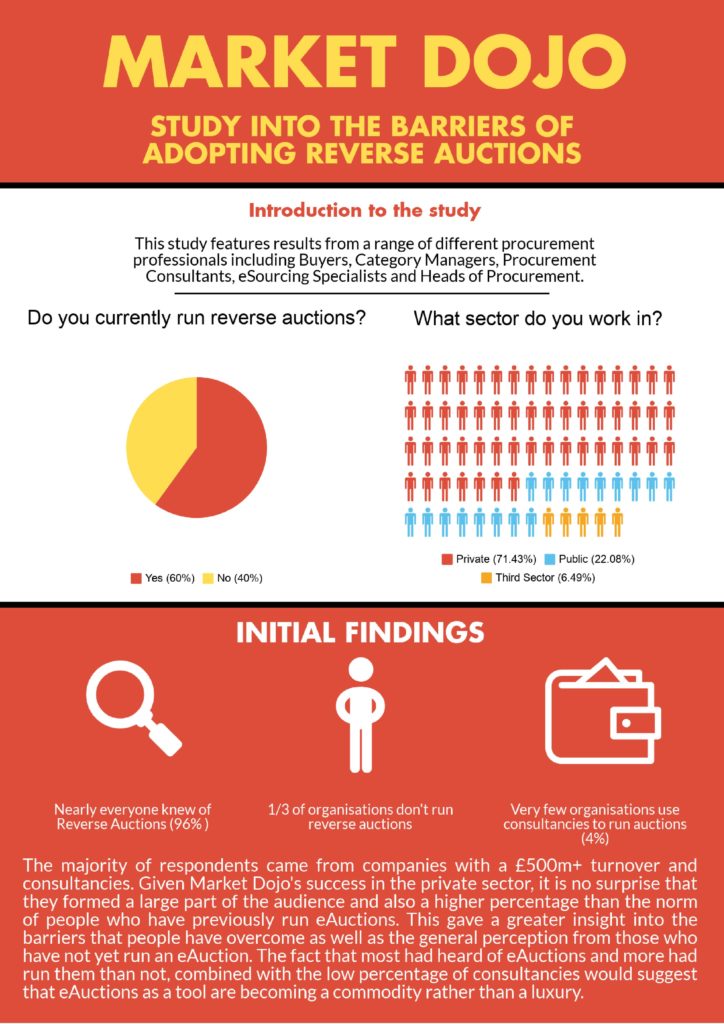 MARKET DOJO
STUDY INTO THE BARRIERS OF
ADOPTING REVERSE AUCTIONS
Introduction to the study
This study features results from a range of different procurement
professionals including Buyers, Category Managers, Procurement
Consultants, eSourcing Specialists and Heads of Procurement.
Do you currently run reverse auctions?
Yes (60%) No (40%)
What sector do you work in?
Private (71.43%) Public (22.08%)
Third Sector (6.49%)
INITIAL FINDINGS
Nearly everyone knew of
Reverse Auctions (96%)
1/3 of organisations don't run
reverse auctions
Very few organisations use
consultancies to run auctions
(4%)
The majority of respondents came from companies with a £500m+ turnover and
consultancies. Given Market Dojo's success in the private sector, it is no surprise that
they formed a large part of the audience and also a higher percentage than the norm
of people who have previously run eAuctions. This gave a greater insight into the
barriers that people have overcome as well as the general perception from those who
have not yet run an eAuction. The fact that most had heard of eAuctions and more had
run them than not, combined with the low percentage of consultancies would suggest
that eAuctions as a tool are becoming a commodity rather than a luxury.